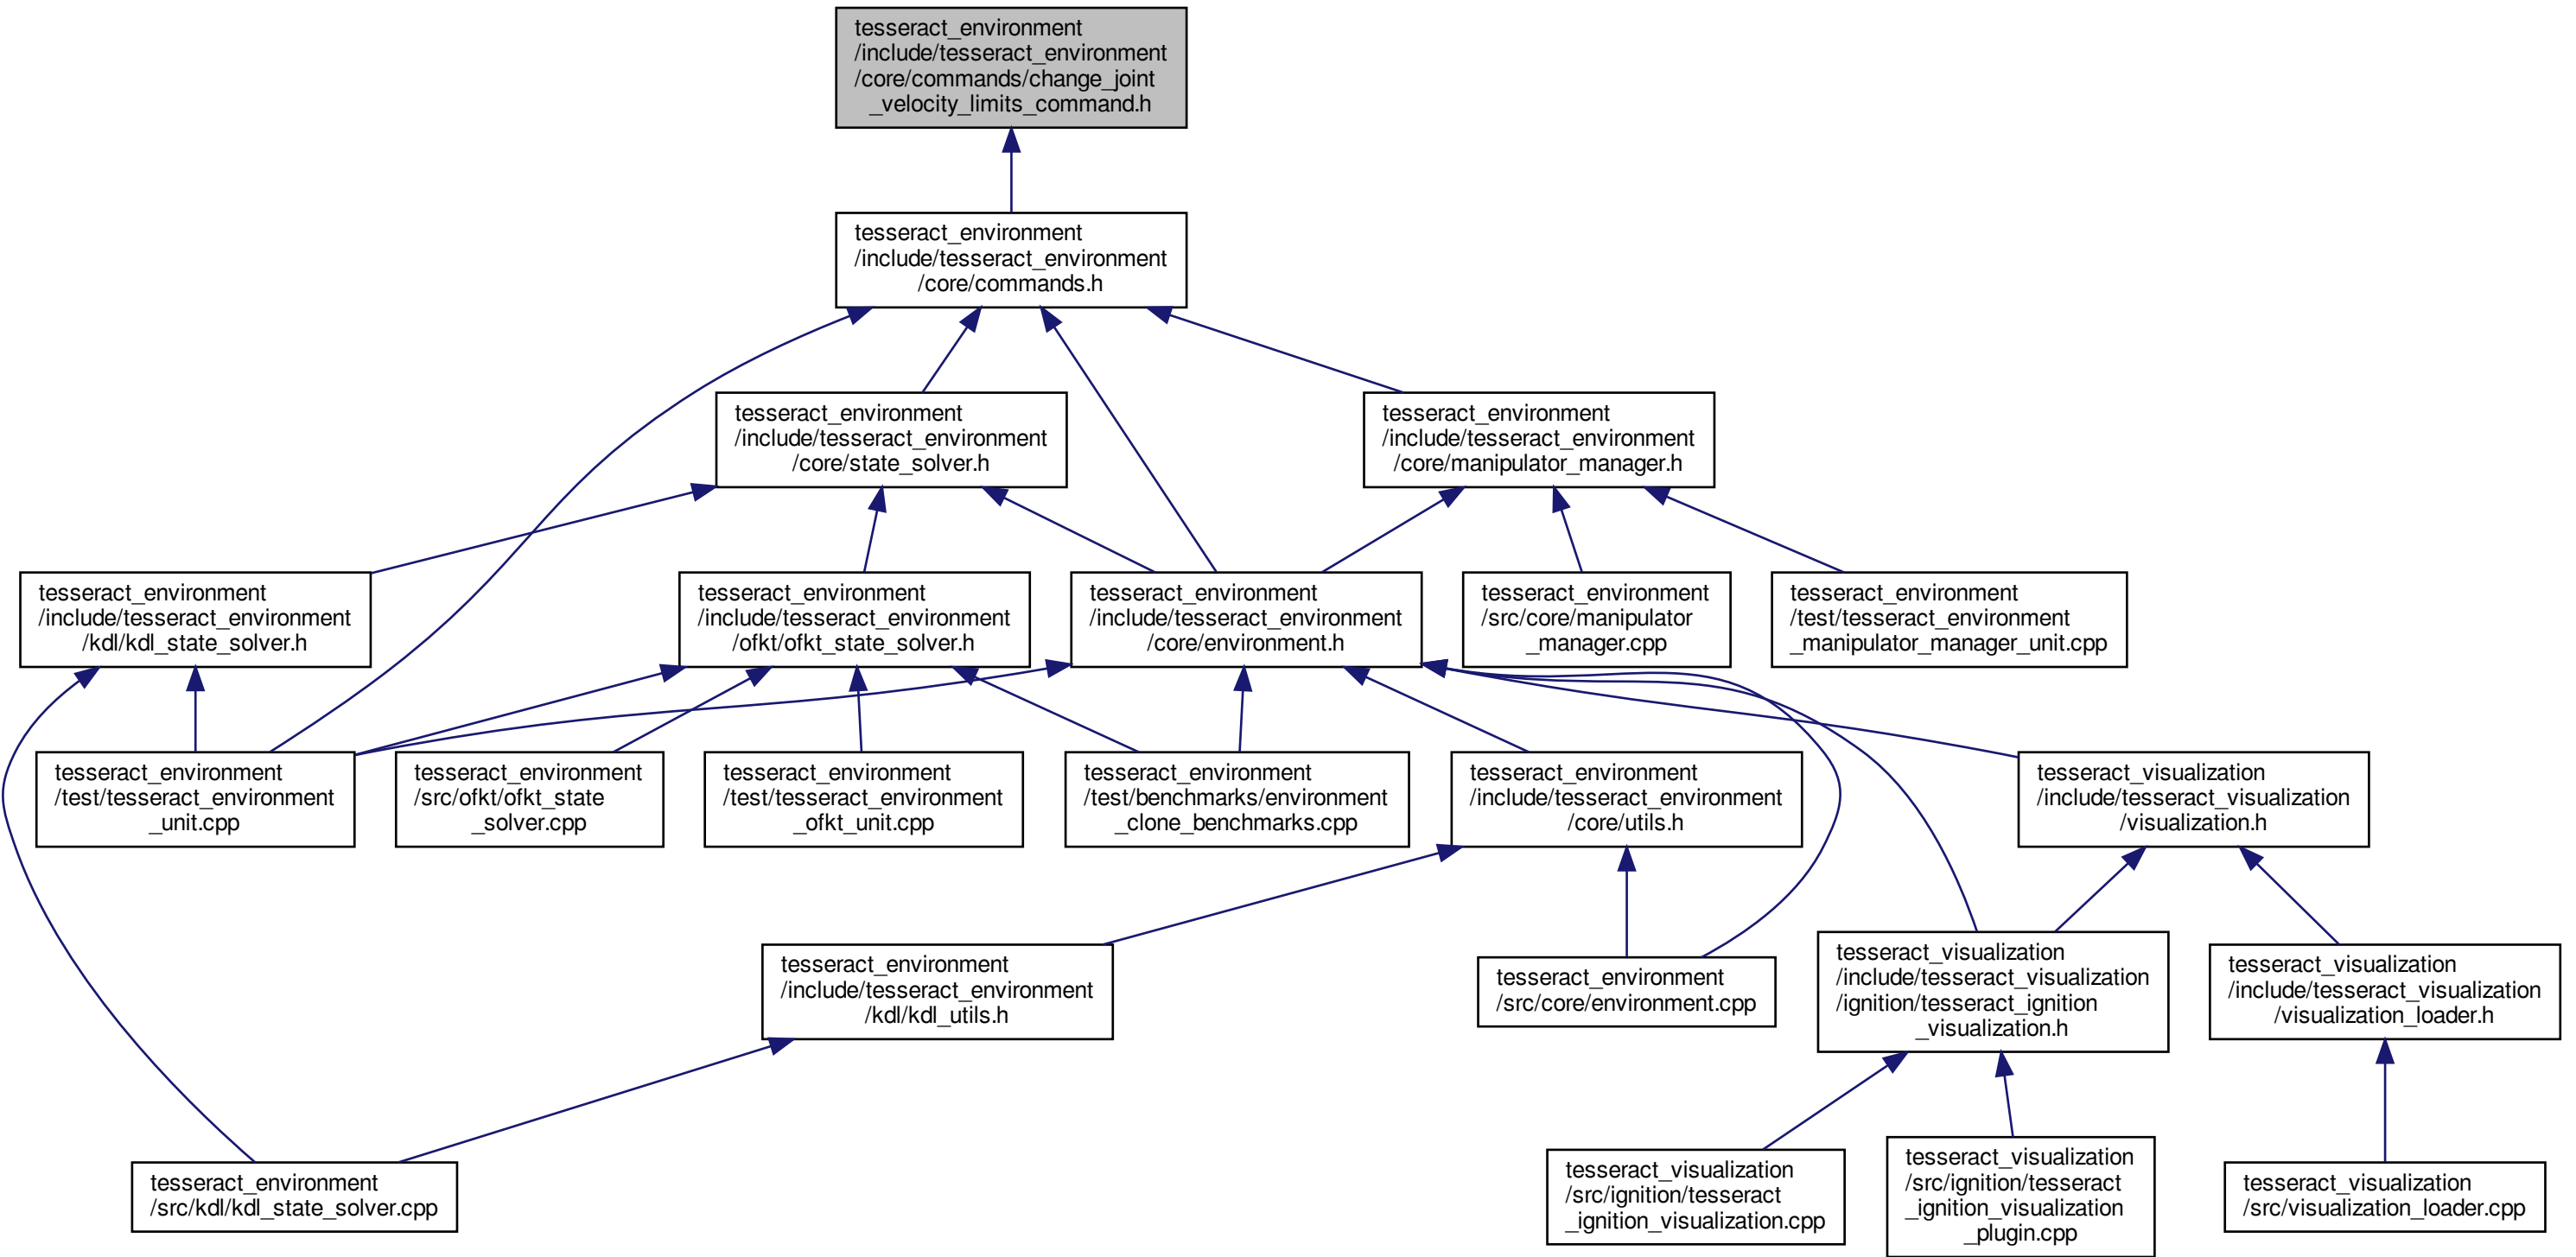 tesseract_environment
/include/tesseract_environment
/core/commands/change_joint
_velocity_limits_command.h
tesseract_environment
/include/tesseract_environment
/core/commands.h
tesseract_environment
/include/tesseract_environment
/core/state_solver.h
tesseract_environment
/include/tesseract_environment
/core/manipulator_manager.h
tesseract_environment
/include/tesseract_environment
/kdl/kdl_state_solver.h
tesseract_environment
/include/tesseract_environment
/ofkt/ofkt_state_solver.h
tesseract_environment
/include/tesseract_environment
/core/environment.h
tesseract_environment
/src/core/manipulator
_manager.cpp
tesseract_environment
/test/tesseract_environment
_manipulator_manager_unit.cpp
tesseract_environment
/test/tesseract_environment
_unit.cpp
tesseract_environment
/src/ofkt/ofkt_state
_solver.cpp
tesseract_environment
/test/tesseract_environment
_ofkt_unit.cpp
tesseract_environment
/test/benchmarks/environment
_clone_benchmarks.cpp
tesseract_environment
/include/tesseract_environment
/core/utils.h
tesseract_visualization
/include/tesseract_visualization
/visualization.h
tesseract_environment
/include/tesseract_environment
/kdl/kdl_utils.h
tesseract_environment
/src/core/environment.cpp
tesseract_visualization
/include/tesseract_visualization
/ignition/tesseract_ignition
_visualization.h
tesseract_visualization
/include/tesseract_visualization
/visualization_loader.h
tesseract_environment
/src/kdl/kdl_state_solver.cpp
tesseract_visualization
/src/ignition/tesseract
_ignition_visualization.cpp
tesseract_visualization
/src/ignition/tesseract
_ignition_visualization
_plugin.cpp
tesseract_visualization
/src/visualization_loader.cpp